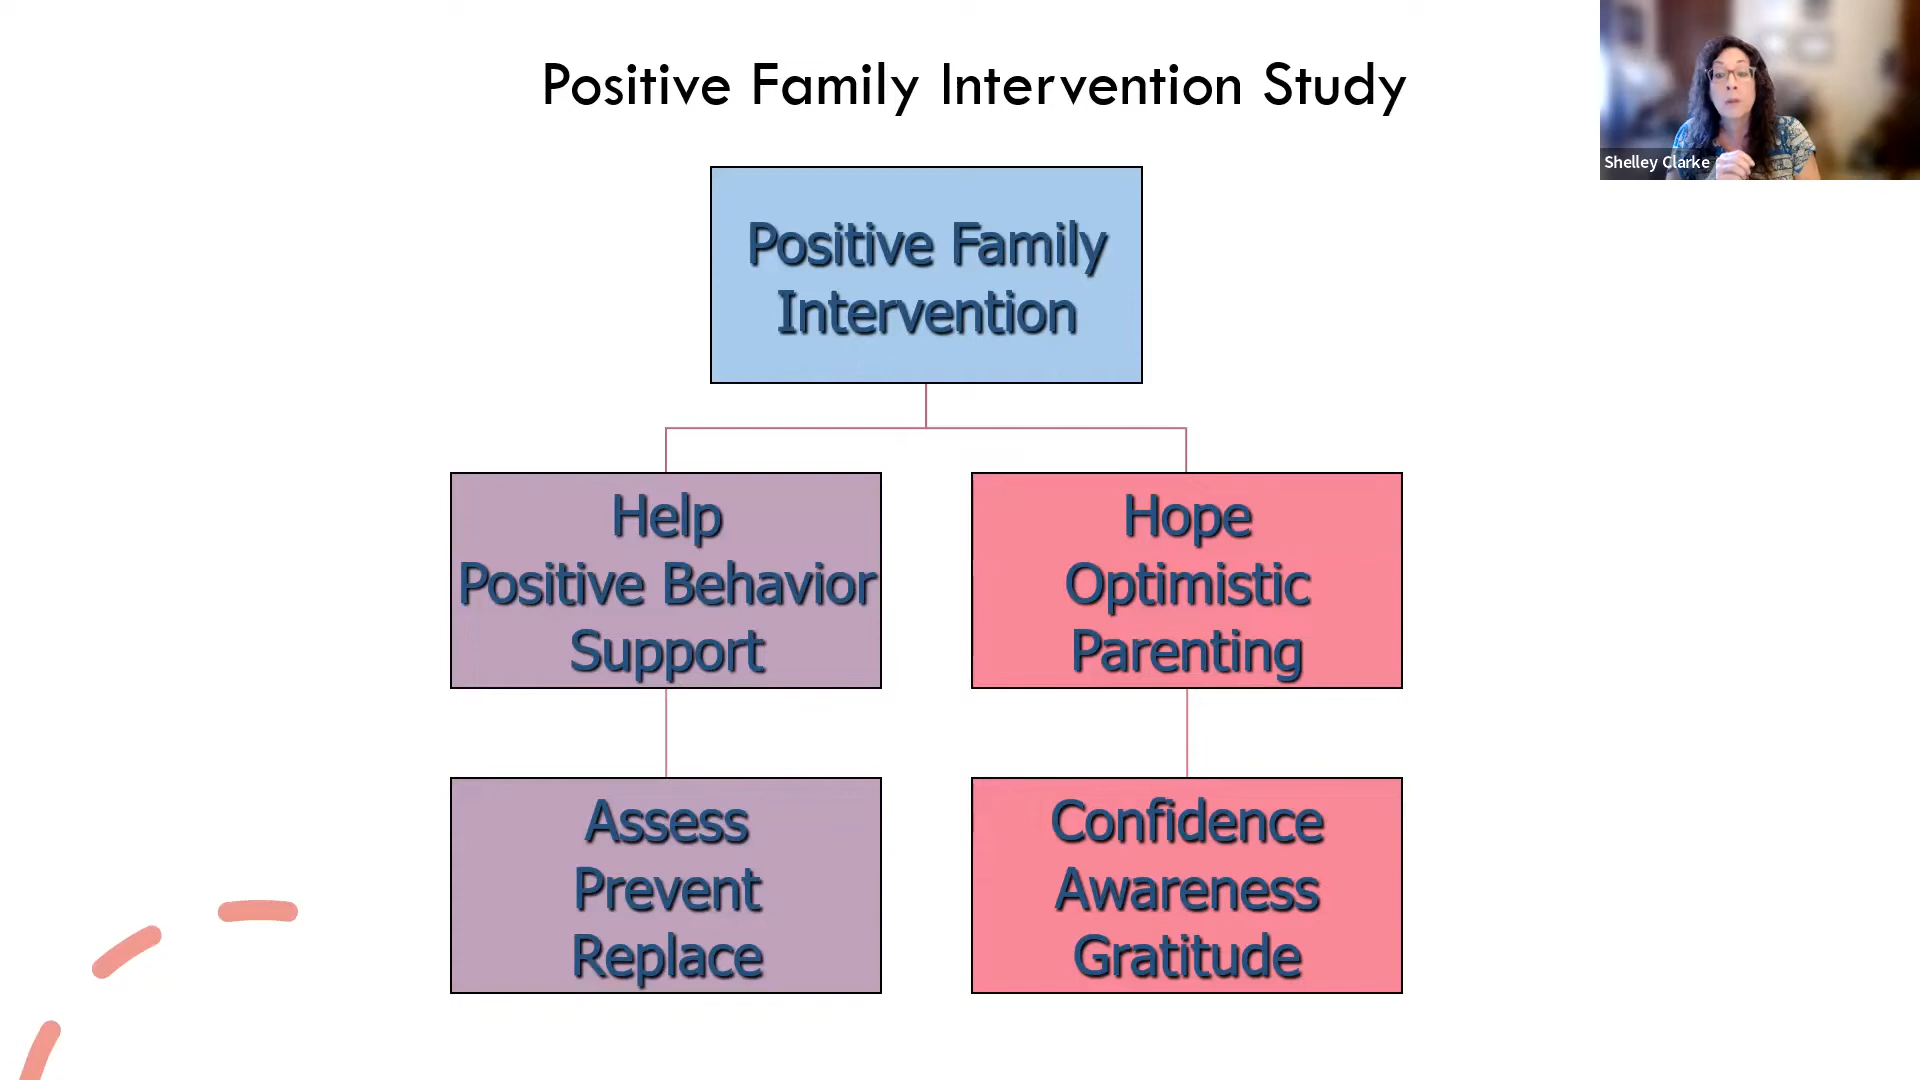 Positive Family Intervention Study
Shelley Clarke
Positive Family
Intervention
Help
Positive Behavior
Support
Hope
Optimistic
Parenting
Assess
Prevent
Replace
Confidence
Awareness
Gratitude